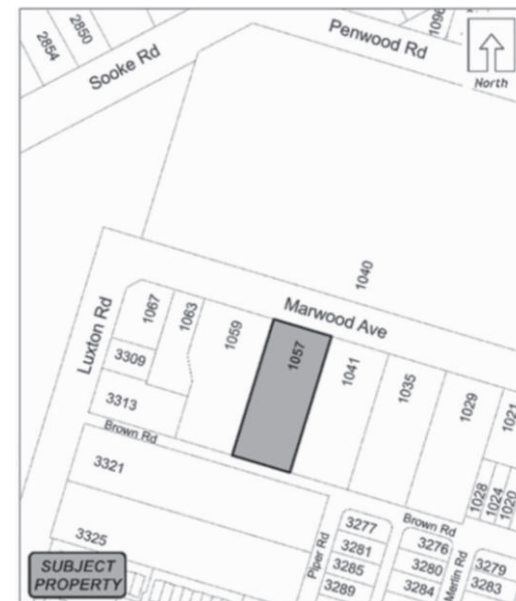 1096
Penwood Rd
2850
2854
Sooke Rd
North
1040
Marwood Ave
1067
1063
1059
1057
1041
1035
1029
1021
Luxton Rd
3309
3313
Brown Rd
3321
3325
1028
1024
1020
Brown Rd
3277
3281
3285
3289
Piper Rd
3276
3280
3284
Merlin Rd
3279
3283
SUBJECT
PROPERTY